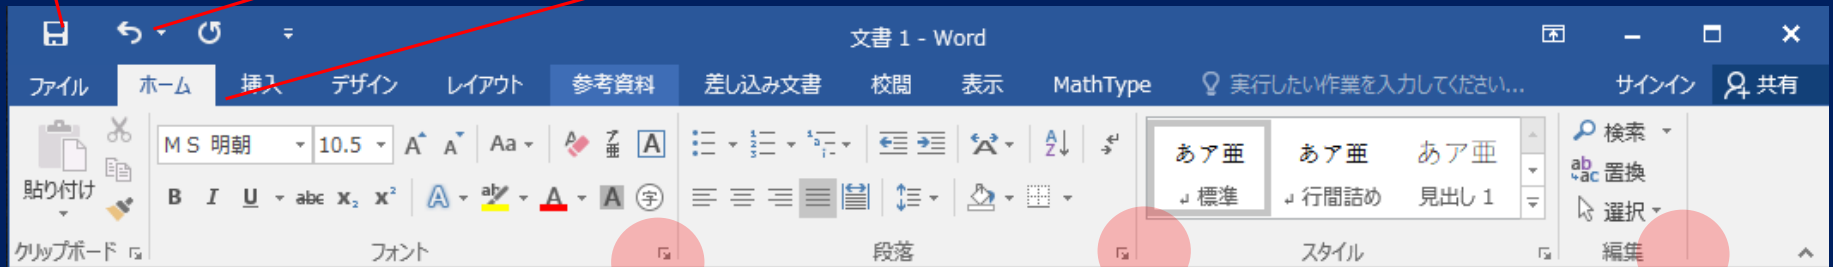 文書 1 - Word
ファイル ホーム 挿入 デザイン レイアウト 参考資料 差し込み文書 校閲 表示 MathType 実行したい作業を入力してください... サインイン 共有
貼り付け
クリップボード
MS 明朝 10.5 A A Aa ア亜 A
B I U abc x₂ x² A ab A A 字
フォント
段落
あア亜 あア亜 あア亜
↲ 標準 ↲ 行間詰め 見出し 1
スタイル
検索
置換
選択
編集